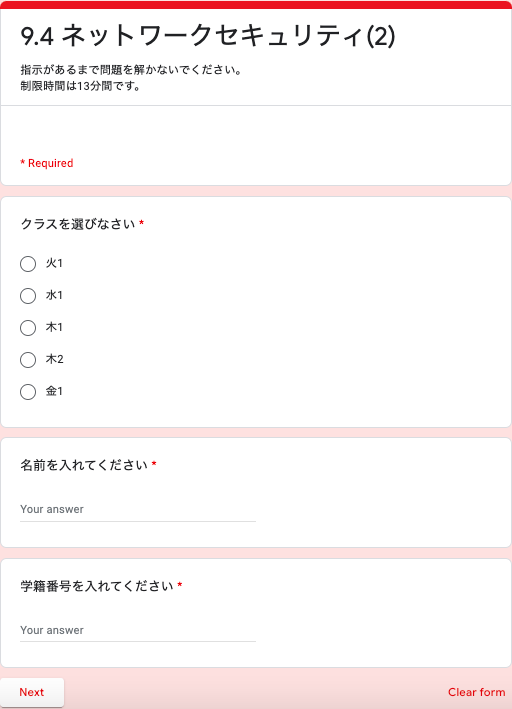 9.4 ネットワークセキュリティ(2)
指示があるまで問題を解かないでください。
制限時間は13分間です。
* Required
クラスを選びなさい *
火1
水1
木1
木2
金1
名前を入れてください *
Your answer
学籍番号を入れてください *
Your answer
Next
Clear form